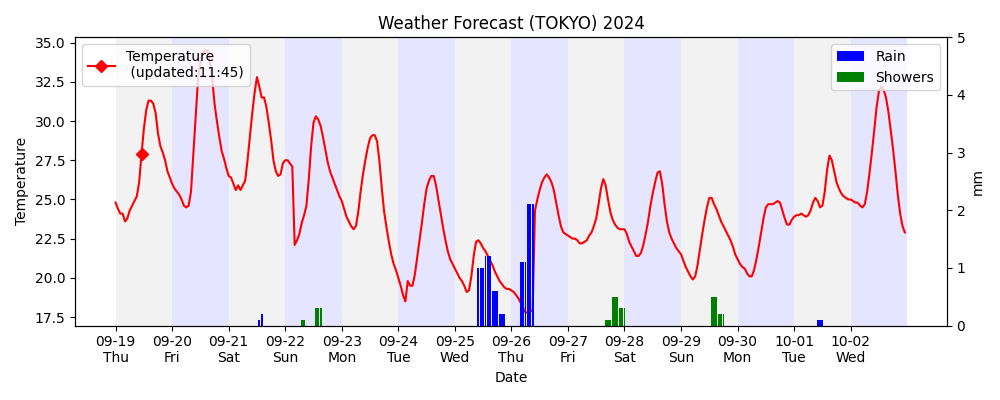 Weather Forecast (TOKYO) 2024
Temperature
(updated:11:45)
Rain
Showers
35.0
32.5
30.0
27.5
25.0
22.5
20.0
17.5
Temperature
5
4
3
2
1
0
mm
09-19 09-20 09-21 09-22 09-23 09-24 09-25 09-26 09-27 09-28 09-29 09-30 10-01 10-02
Thu Fri Sat Sun Mon Tue Wed Thu Fri Sat Sun Mon Tue Wed
Date